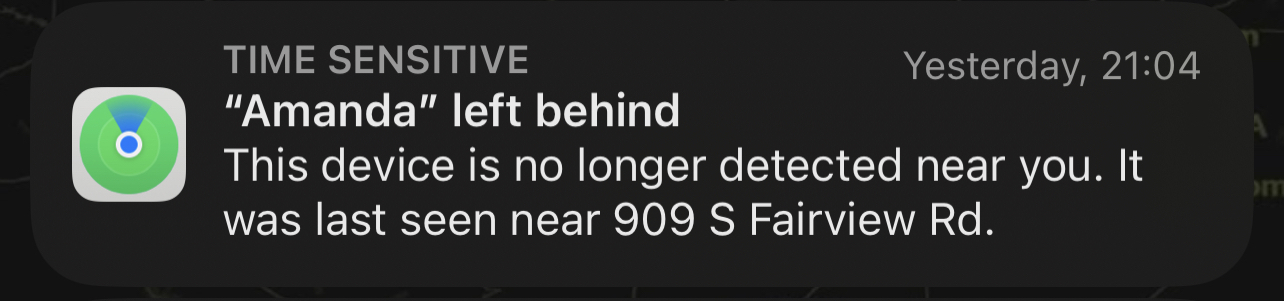 TIME SENSITIVE
Yesterday, 21:04
“Amanda” left behind
This device is no longer detected near you. It
was last seen near 909 S Fairview Rd.